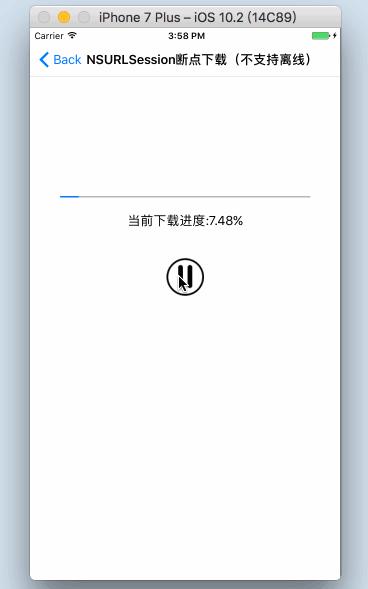 iPhone 7 Plus – iOS 10.2 (14C89)
Carrier 3:58 PM
Back NSURLSession断点下载（不支持离线）
当前下载进度:7.48%